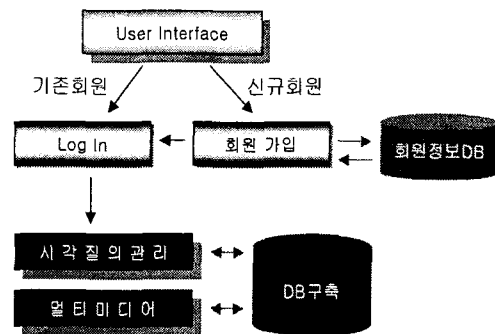 User Interface
기존회원
신규회원
Log In
회원 가입
회원정보DB
시각질의관리
멀티미디어
DB구축